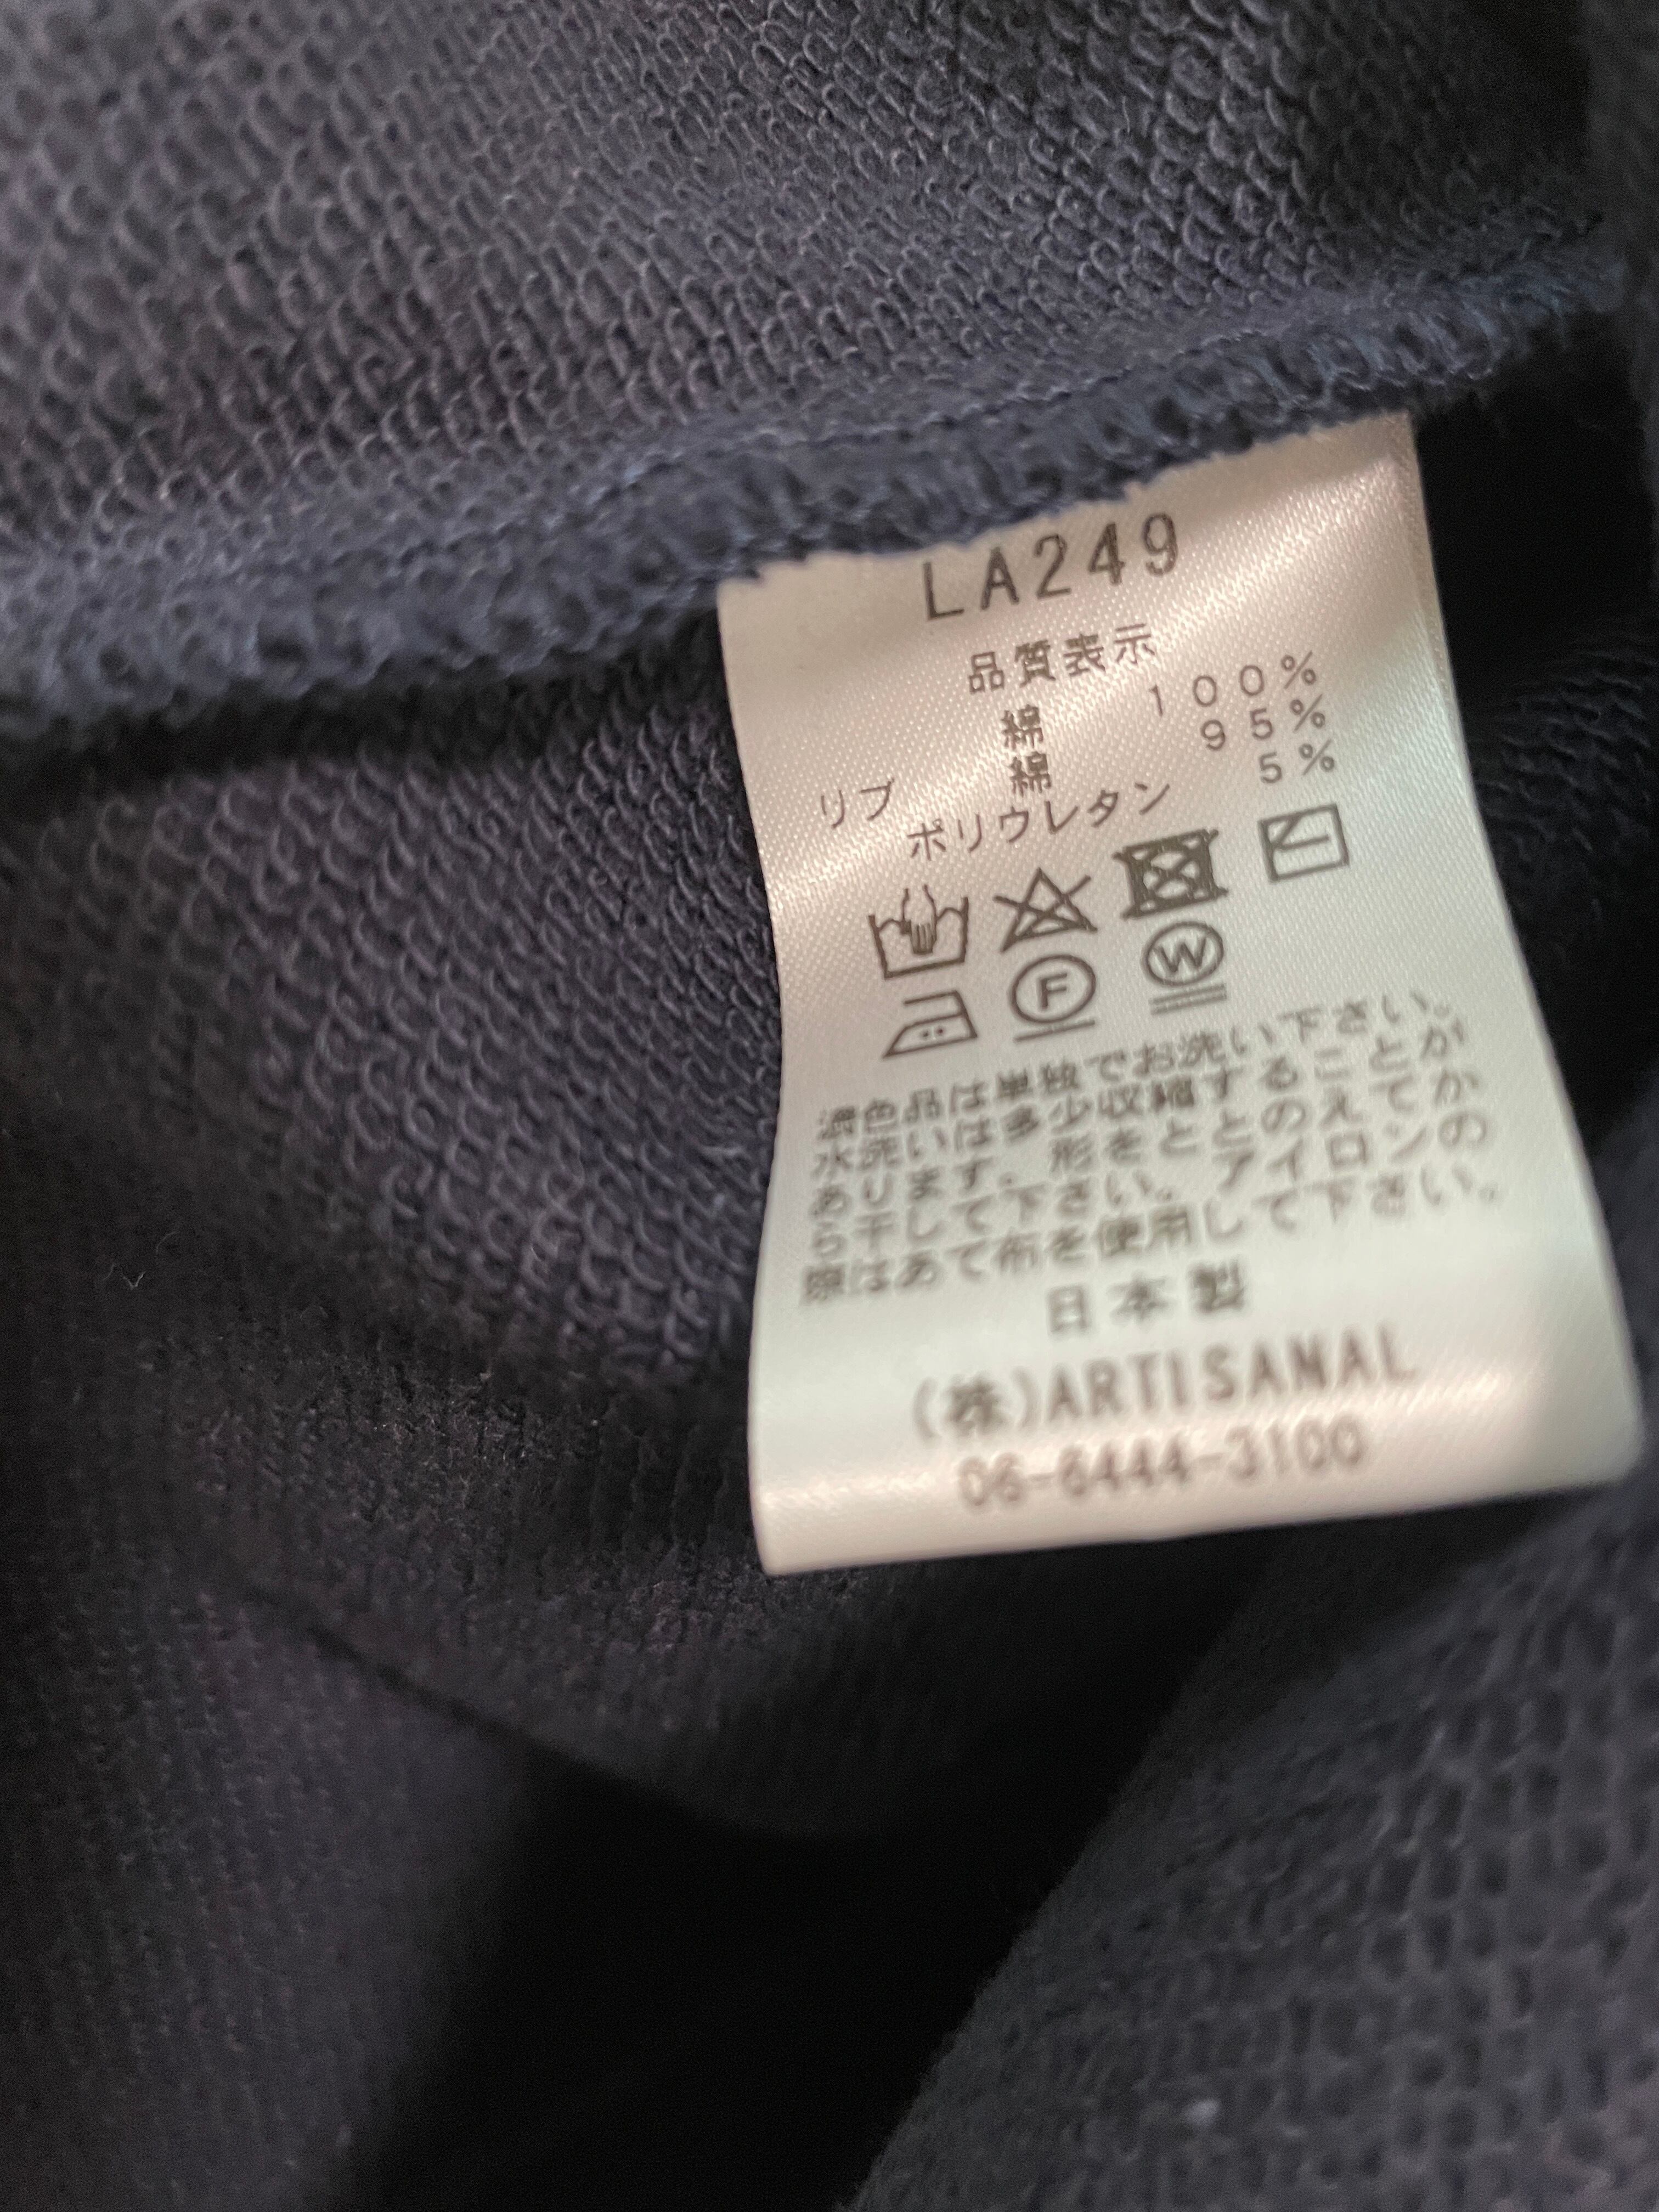 LA249
品質表示
綿 100%
リブ 綿 95%
ポリウレタン 5%
F W
濃色品は単独でお洗い下さい。
水洗いは多少収縮することが
あります。形をととのえてか
ら干して下さい。アイロンの
際はあて布を使用して下さい。
日本製
(株)ARTISANAL
06-6444-3100